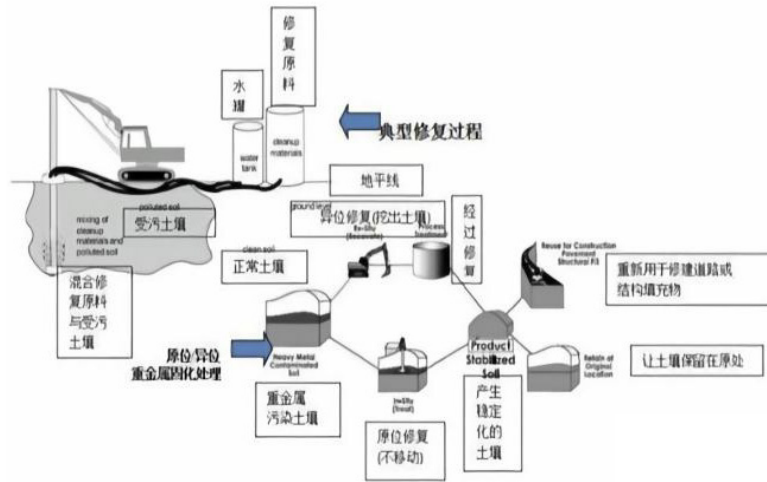 水
罐
修
复
原
料
典型修复过程
water
tank
cleanup
materials
地平线
polluted soil
受污土壤
mixing of
cleanup
materials and
polluted soil
ground level
异位修复(挖出土壤)
Ex-Situ
(Excavate)
Process
Treatment
经
过
修
复
clean soil
正常土壤
Reuse for Construction
Pavement
Structural Fill
重新用于修建道路或
结构填充物
混合修
复原料
与受污
土壤
原位/异位
重金属固化处理
Heavy Metal
Contaminated
Soil
Product
Stabilized
Soil
Retain at
Original
Location
让土壤保留在原处
重金属
污染土壤
In-Situ
(Treat)
原位修复
(不移动)
产生
稳定
化的
土壤